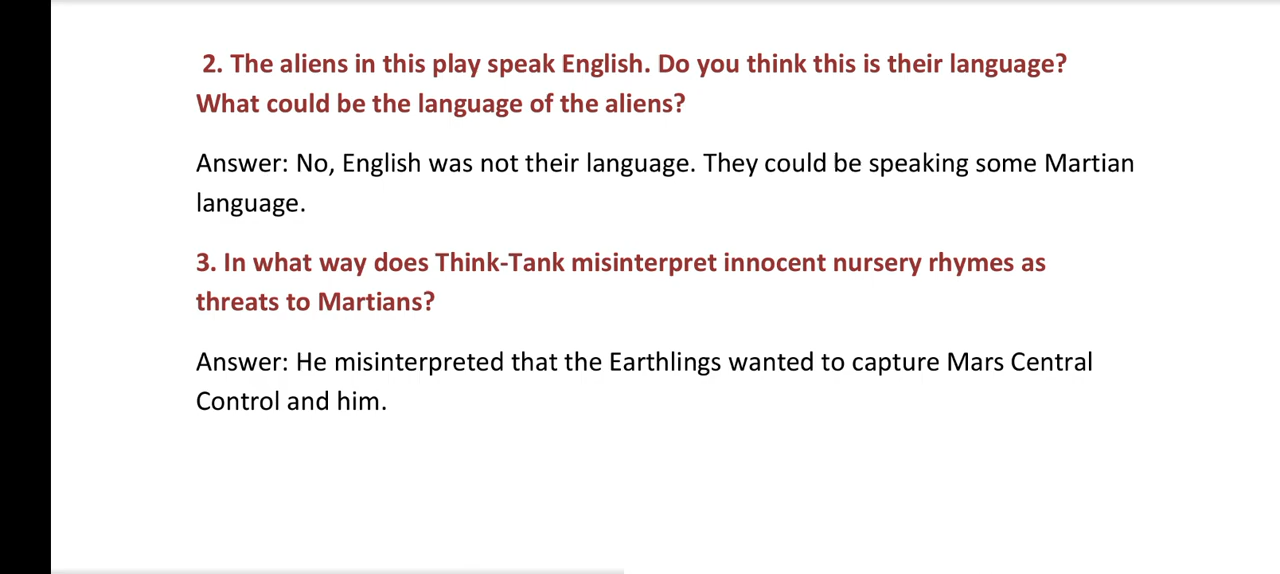 2. The aliens in this play speak English. Do you think this is their language?
What could be the language of the aliens?
Answer: No, English was not their language. They could be speaking some Martian
language.
3. In what way does Think-Tank misinterpret innocent nursery rhymes as
threats to Martians?
Answer: He misinterpreted that the Earthlings wanted to capture Mars Central
Control and him.